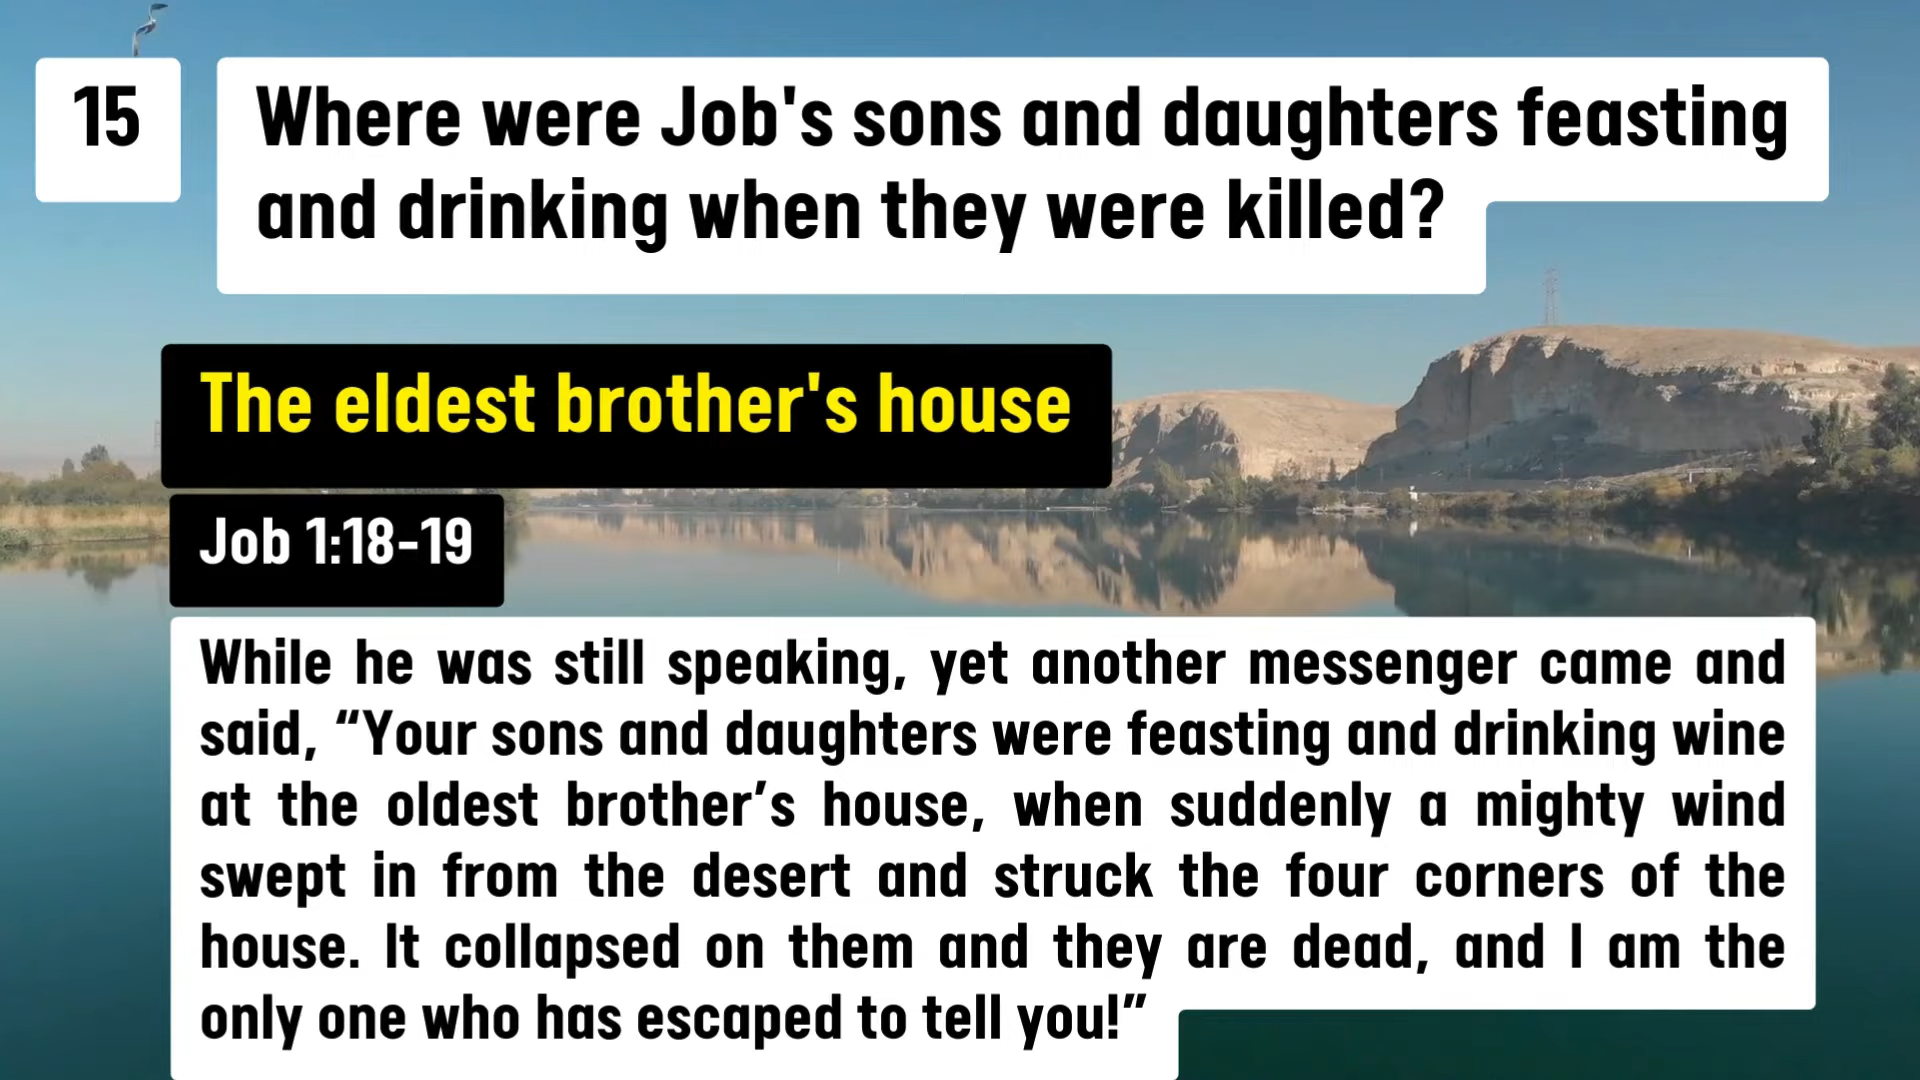 15
Where were Job's sons and daughters feasting
and drinking when they were killed?
The eldest brother's house
Job 1:18-19
While he was still speaking, yet another messenger came and
said, “Your sons and daughters were feasting and drinking wine
at the oldest brother’s house, when suddenly a mighty wind
swept in from the desert and struck the four corners of the
house. It collapsed on them and they are dead, and I am the
only one who has escaped to tell you!”